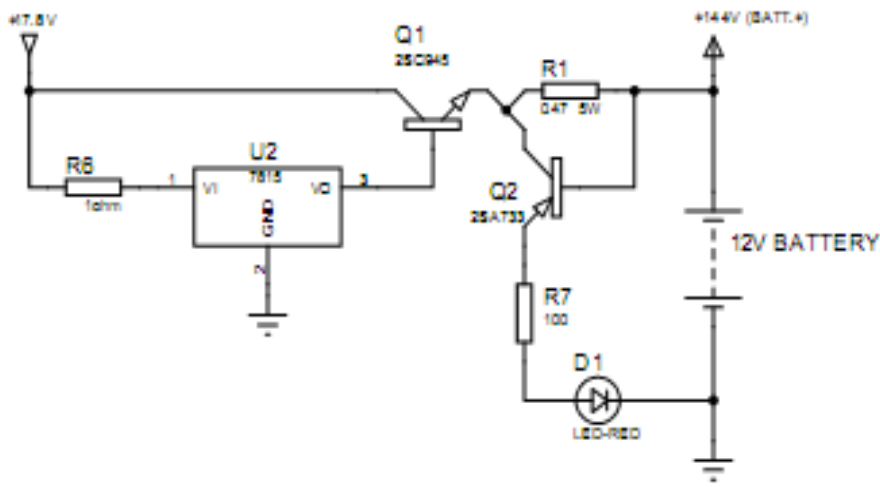 +17.8V
Q1
2SC945
+14.4V (BATT.+)
R1
0.47 5W
R6
1ohm
1
U2
7815
VI
VO
GND
3
2
Q2
2SA733
12V BATTERY
R7
100
D1
LED-RED